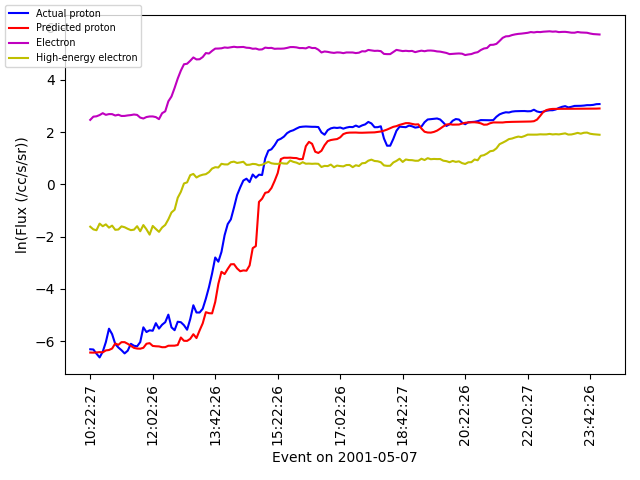 Actual proton
Predicted proton
Electron
High-energy electron
4
2
0
−2
−4
−6
ln(Flux (/cc/s/sr))
10:22:27
12:02:26
13:42:26
15:22:26
17:02:26
18:42:27
20:22:26
22:02:27
23:42:26
Event on 2001-05-07